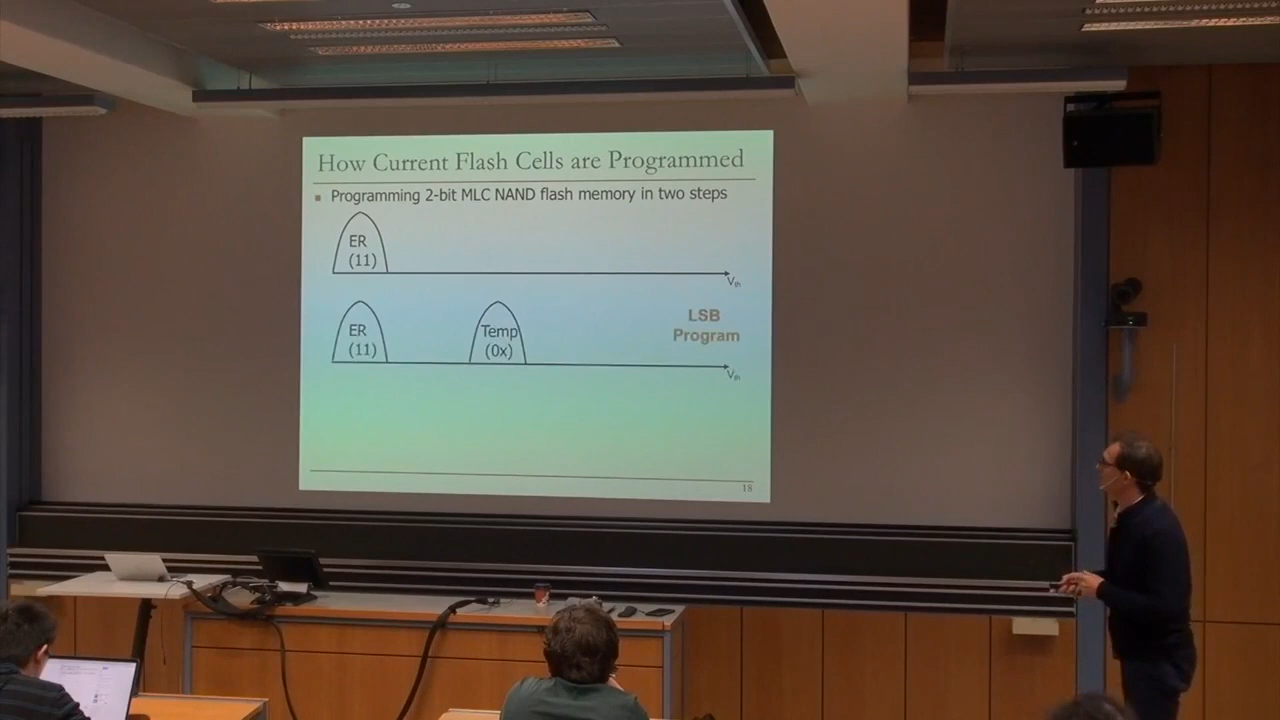 How Current Flash Cells are Programmed
Programming 2-bit MLC NAND flash memory in two steps
ER
(11)
Vth
ER
(11)
Temp
(0x)
LSB
Program
Vth
18